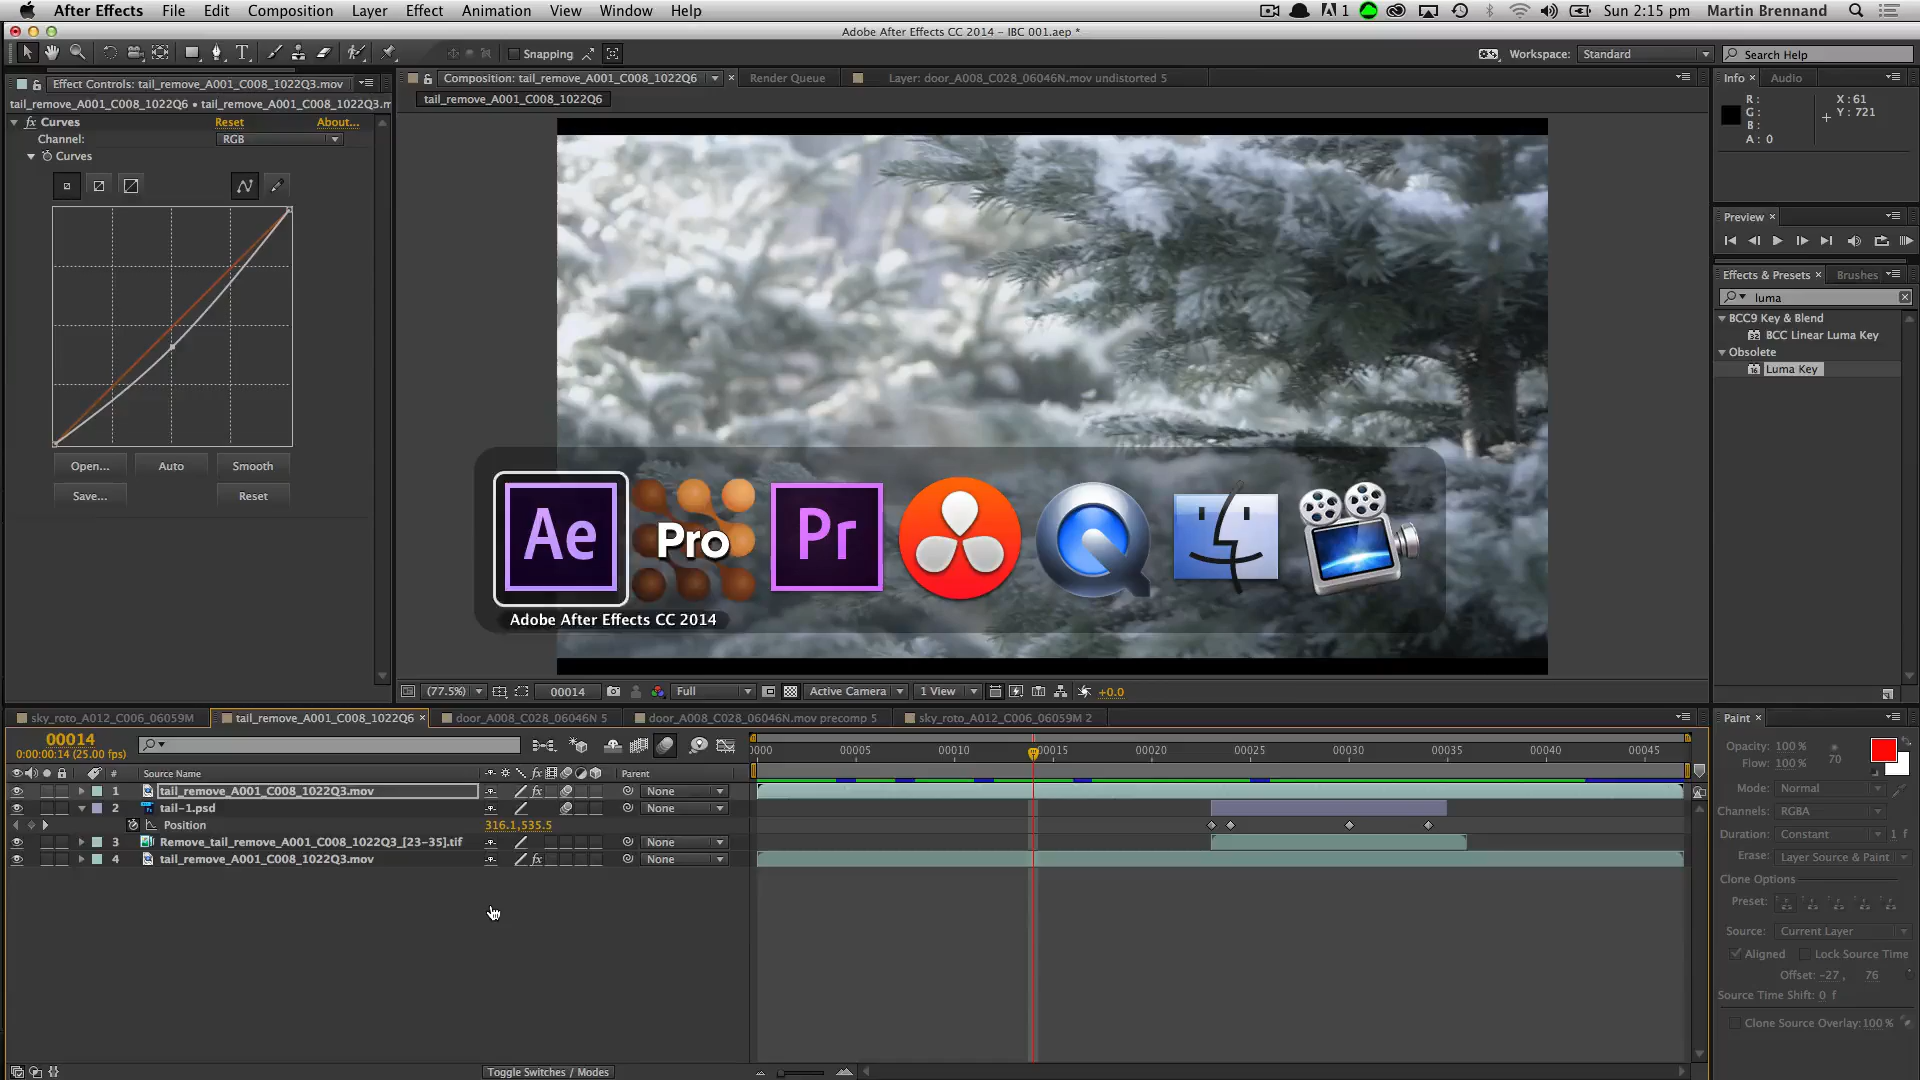 After Effects File Edit Composition Layer Effect Animation View Window Help 1 Sun 2:15 pm Martin Brennand
Adobe After Effects CC 2014 – IBC 001.aep *
Snapping Workspace: Standard Search Help
Effect Controls: tail_remove_A001_C008_1022Q3.mov
tail_remove_A001_C008_1022Q6 • tail_remove_A001_C008_1022Q3.m
fx Curves Reset About...
Channel: RGB
Curves
Open... Auto Smooth
Save... Reset
Composition: tail_remove_A001_C008_1022Q6 Render Queue Layer: door_A008_C028_06046N.mov undistorted 5
tail_remove_A001_C008_1022Q6
Ae Pro Pr
Adobe After Effects CC 2014
(77.5%) 00014 Full Active Camera 1 View +0.0
Info Audio
R: X: 61
G: Y: 721
B:
A: 0
Preview
Effects & Presets Brushes
luma
BCC9 Key & Blend
BCC Linear Luma Key
Obsolete
Luma Key
sky_roto_A012_C006_06059M tail_remove_A001_C008_1022Q6 door_A008_C028_06046N 5 door_A008_C028_06046N.mov precomp 5 sky_roto_A012_C006_06059M 2
00014
0:00:00:14 (25.00 fps)
0000 00005 00010 00015 00020 00025 00030 00035 00040 00045
# Source Name fx Parent
1 tail_remove_A001_C008_1022Q3.mov fx None
2 tail-1.psd None
Position 316.1,535.5
3 Remove_tail_remove_A001_C008_1022Q3_[23-35].tif None
4 tail_remove_A001_C008_1022Q3.mov fx None
Toggle Switches / Modes
Paint
Opacity: 100 %
Flow: 100 % 70
Mode: Normal
Channels: RGBA
Duration: Constant 1 f
Erase: Layer Source & Paint
Clone Options
Preset:
Source: Current Layer
Aligned Lock Source Time
Offset: -27, 76
Source Time Shift: 0 f
Clone Source Overlay: 100 %